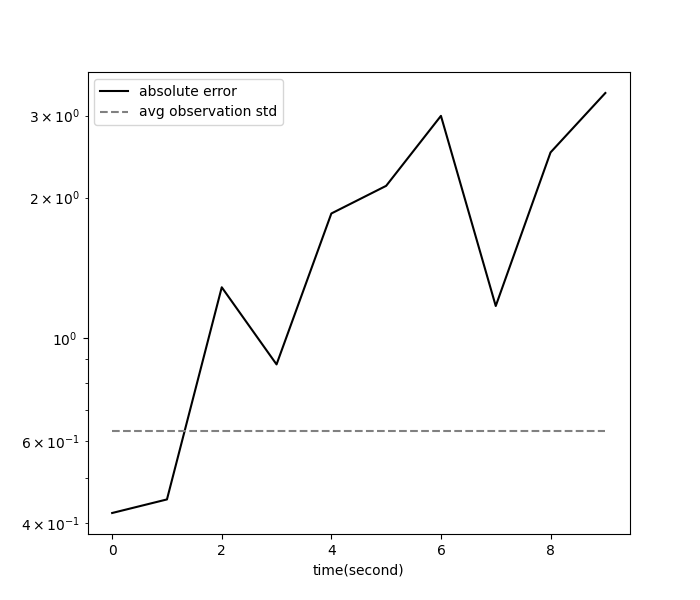 absolute error
avg observation std
3 × 10⁰
2 × 10⁰
10⁰
6 × 10⁻¹
4 × 10⁻¹
0 2 4 6 8
time(second)